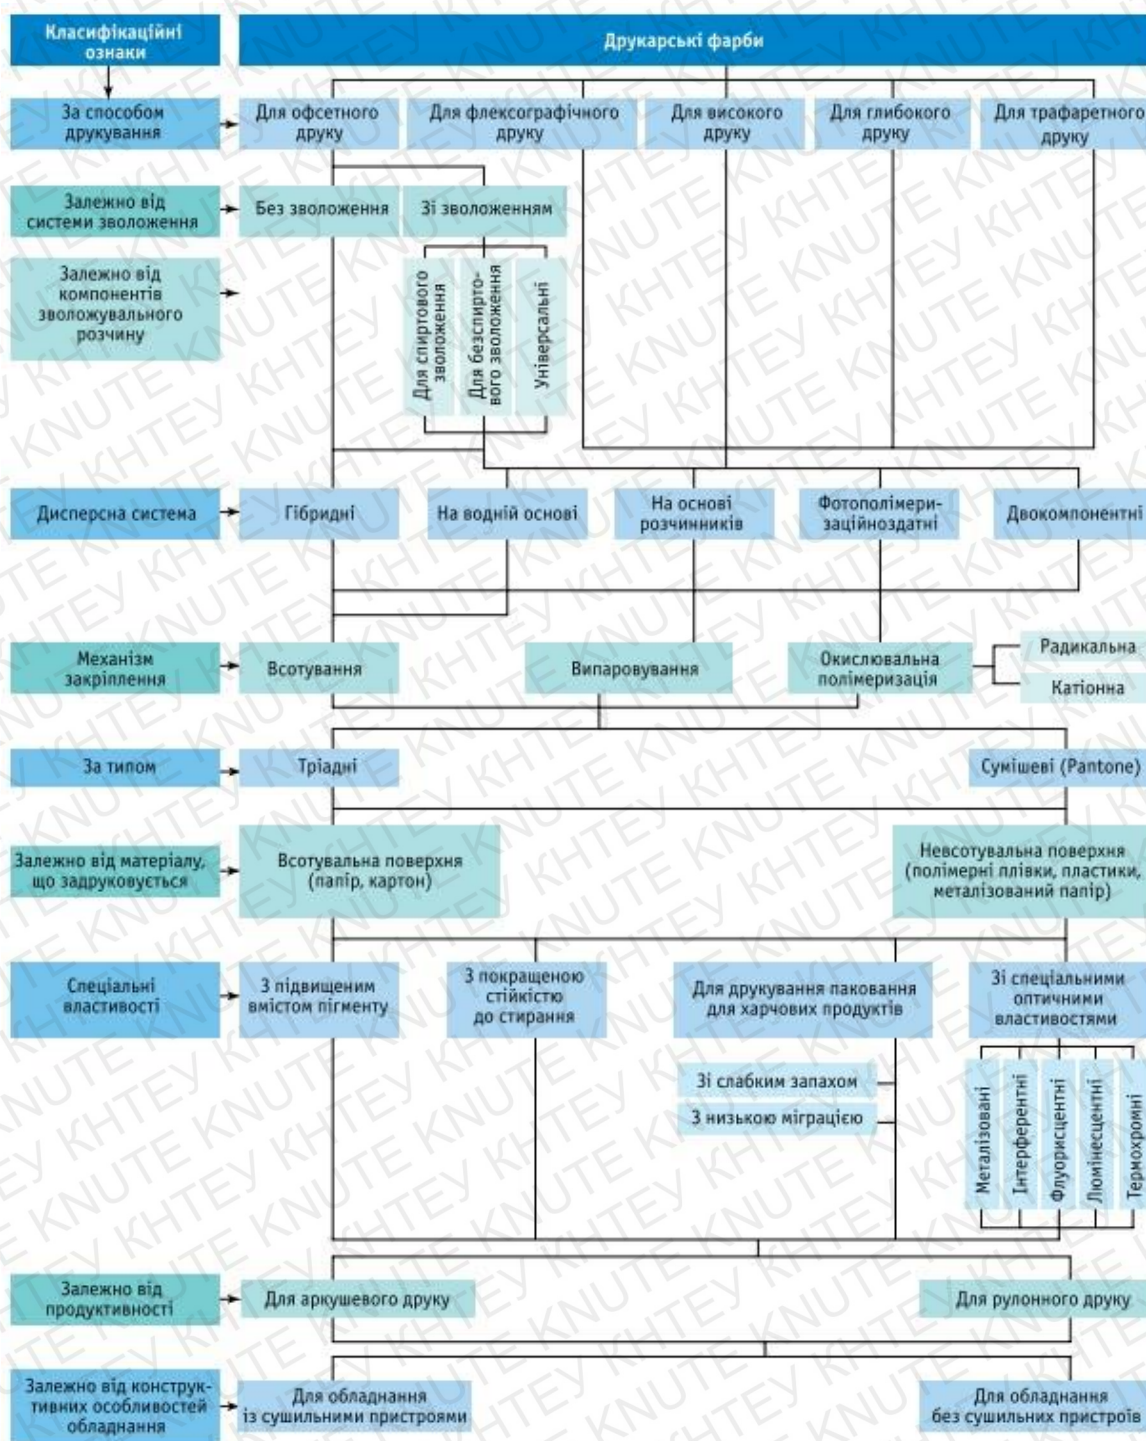 Класифікаційні
ознаки
Друкарські фарби
За способом
друкування
Для офсетного
друку
Для флексографічного
друку
Для високого
друку
Для глибокого
друку
Для трафаретного
друку
Залежно від
системи зволоження
Без зволоження
Зі зволоженням
Залежно від
компонентів
зволожувального
розчину
Для спиртового
зволоження
Для безспирто-
вого зволоження
Універсальні
Дисперсна система
Гібридні
На водній основі
На основі
розчинників
Фотополімери-
заційноздатні
Двокомпонентні
Механізм
закріплення
Всотування
Випаровування
Окислювальна
полімеризація
Радикальна
Катіонна
За типом
Тріадні
Сумішеві (Pantone)
Залежно від матеріалу,
що задруковується
Всотувальна поверхня
(папір, картон)
Невсотувальна поверхня
(полімерні плівки, пластики,
металізований папір)
Спеціальні
властивості
З підвищеним
вмістом пігменту
З покращеною
стійкістю
до стирання
Для друкування паковання
для харчових продуктів
Зі слабким запахом
З низькою міграцією
Зі спеціальними
оптичними
властивостями
Металізовані
Інтерферентні
Флуорисцентні
Люмінесцентні
Термохромні
Залежно від
продуктивності
Для аркушевого друку
Для рулонного друку
Залежно від конструк-
тивних особливостей
обладнання
Для обладнання
із сушильними пристроями
Для обладнання
без сушильних пристроїв
KNUTE КНТЕУ